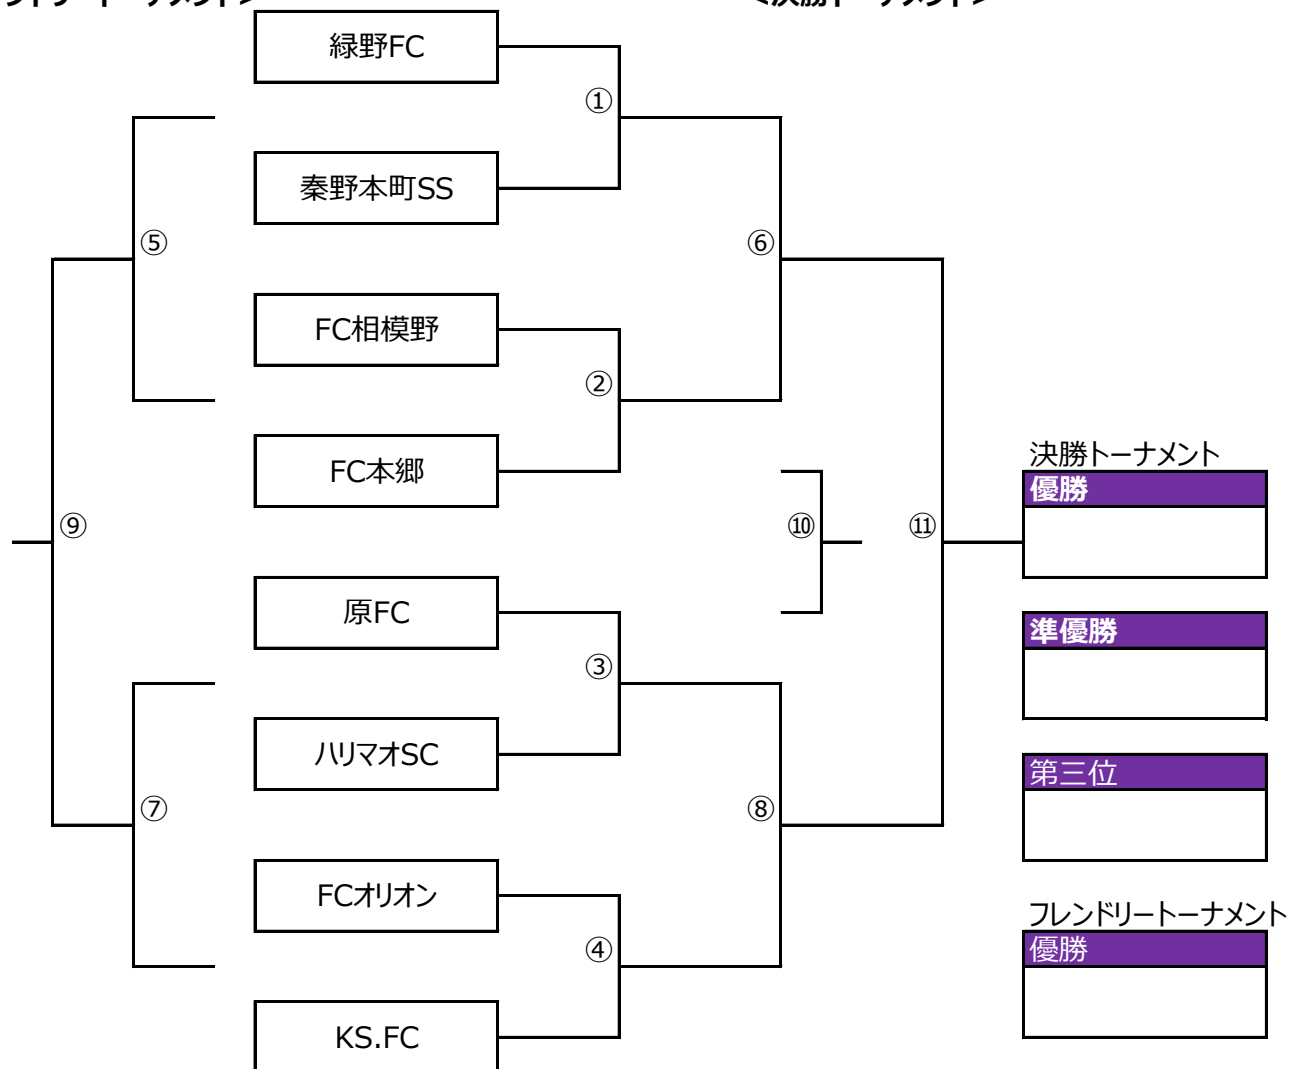 緑野FC
①
秦野本町SS
⑤
⑥
FC相模野
②
FC本郷
決勝トーナメント
優勝
⑨
⑩
⑪
原FC
準優勝
③
ハリマオSC
第三位
⑦
⑧
FCオリオン
フレンドリートーナメント
優勝
④
KS.FC